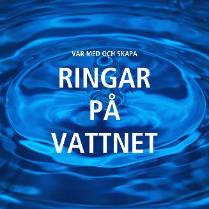 VAR MED OCH SKAPA
RINGAR
PÅ
VATTNET